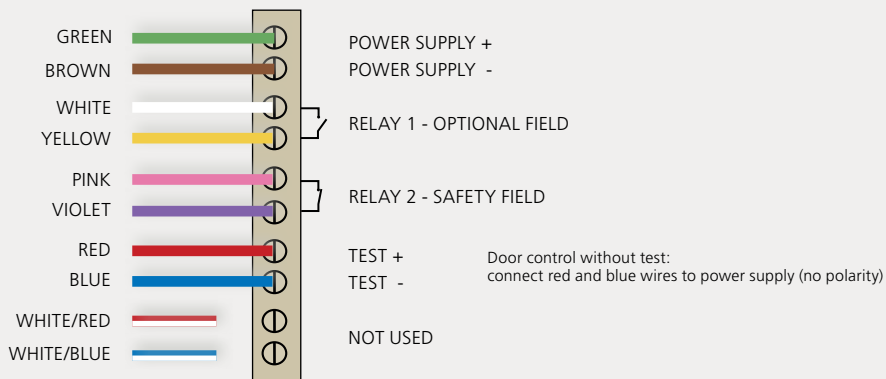 GREEN
BROWN
WHITE
YELLOW
PINK
VIOLET
RED
BLUE
WHITE/RED
WHITE/BLUE
POWER SUPPLY +
POWER SUPPLY -
RELAY 1 - OPTIONAL FIELD
RELAY 2 - SAFETY FIELD
TEST +
TEST -
NOT USED
Door control without test:
connect red and blue wires to power supply (no polarity)